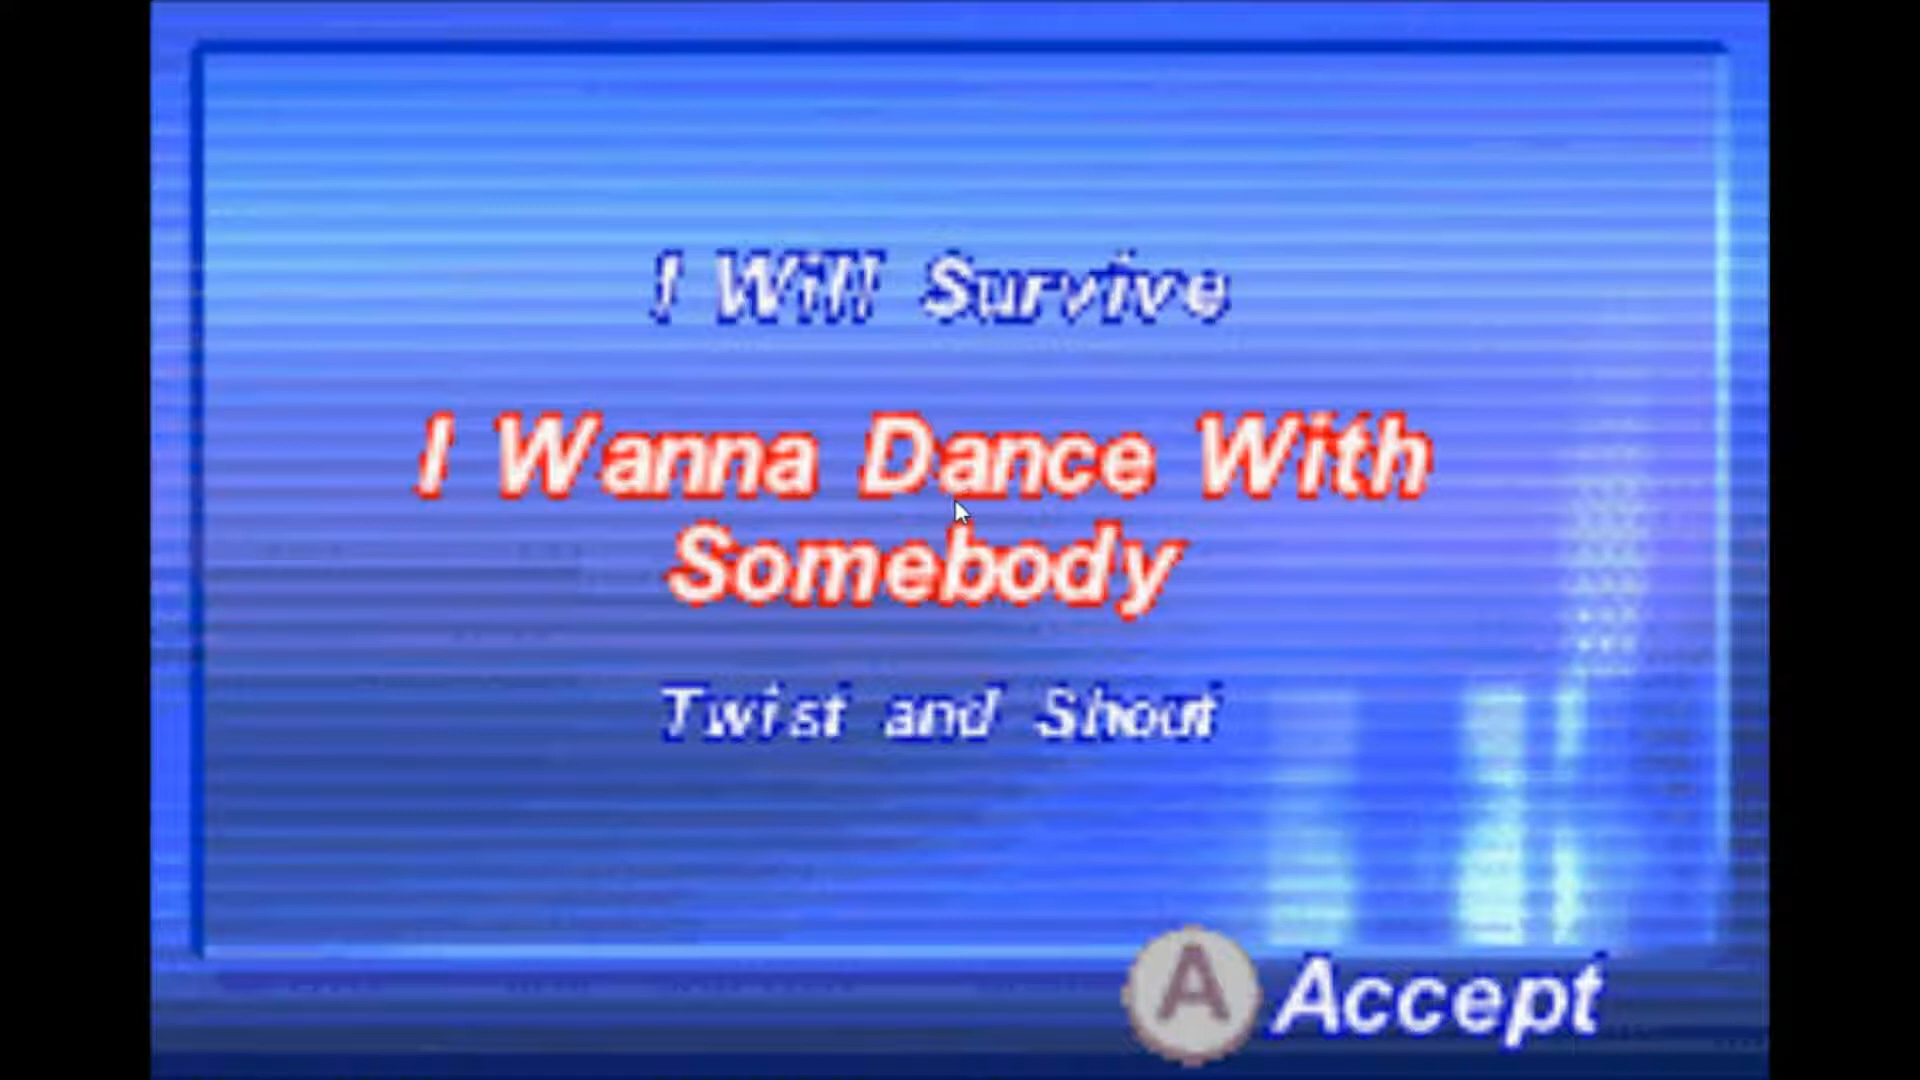 I Will Survive
I Wanna Dance With
Somebody
Twist and Shout
A Accept